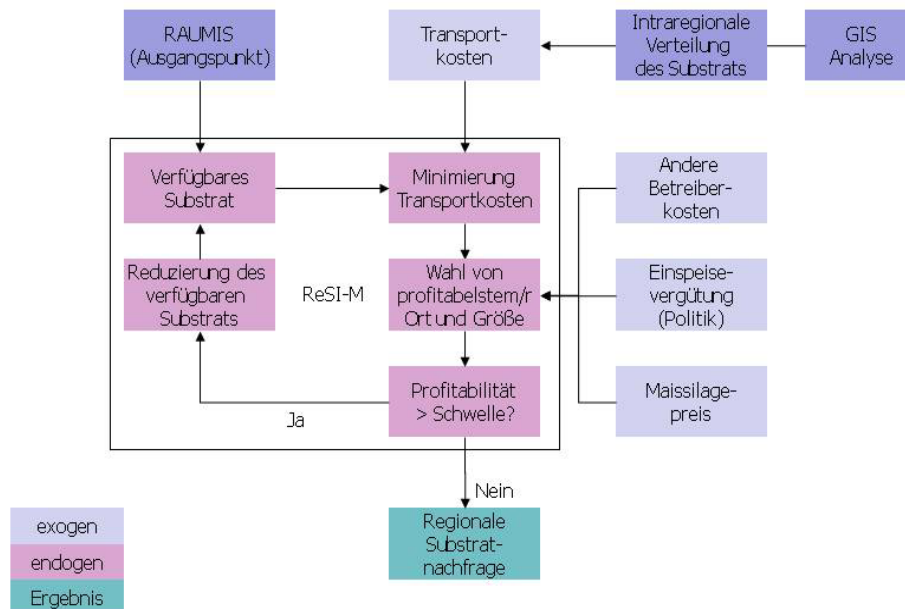 RAUMIS
(Ausgangspunkt)
Transport-
kosten
Intraregionale
Verteilung
des Substrats
GIS
Analyse
Verfügbares
Substrat
Minimierung
Transportkosten
Andere
Betreiber-
kosten
Reduzierung des
verfügbaren
Substrats
ReSI-M
Wahl von
profitabelstem/r
Ort und Größe
Einspeise-
vergütung
(Politik)
Profitabilität
> Schwelle?
Maissilage-
preis
Ja
Nein
Regionale
Substrat-
nachfrage
exogen
endogen
Ergebnis